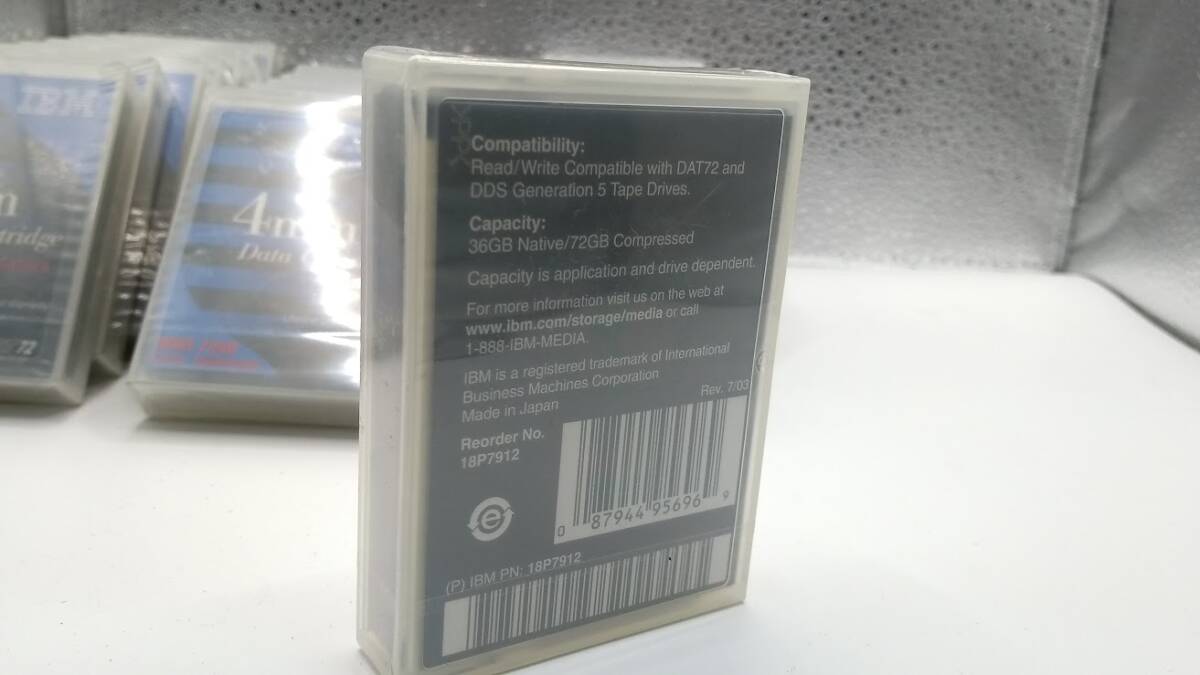 IBM
4mm
Data
72
Compatibility:
Read/Write Compatible with DAT72 and
DDS Generation 5 Tape Drives.
Capacity:
36GB Native/72GB Compressed
Capacity is application and drive dependent.
For more information visit us on the web at
www.ibm.com/storage/media or call
1-888-IBM-MEDIA.
IBM is a registered trademark of International
Business Machines Corporation
Made in Japan
Rev. 7/03
Reorder No.
18P7912
e
0 87944 95696 9
(P) IBM PN: 18P7912